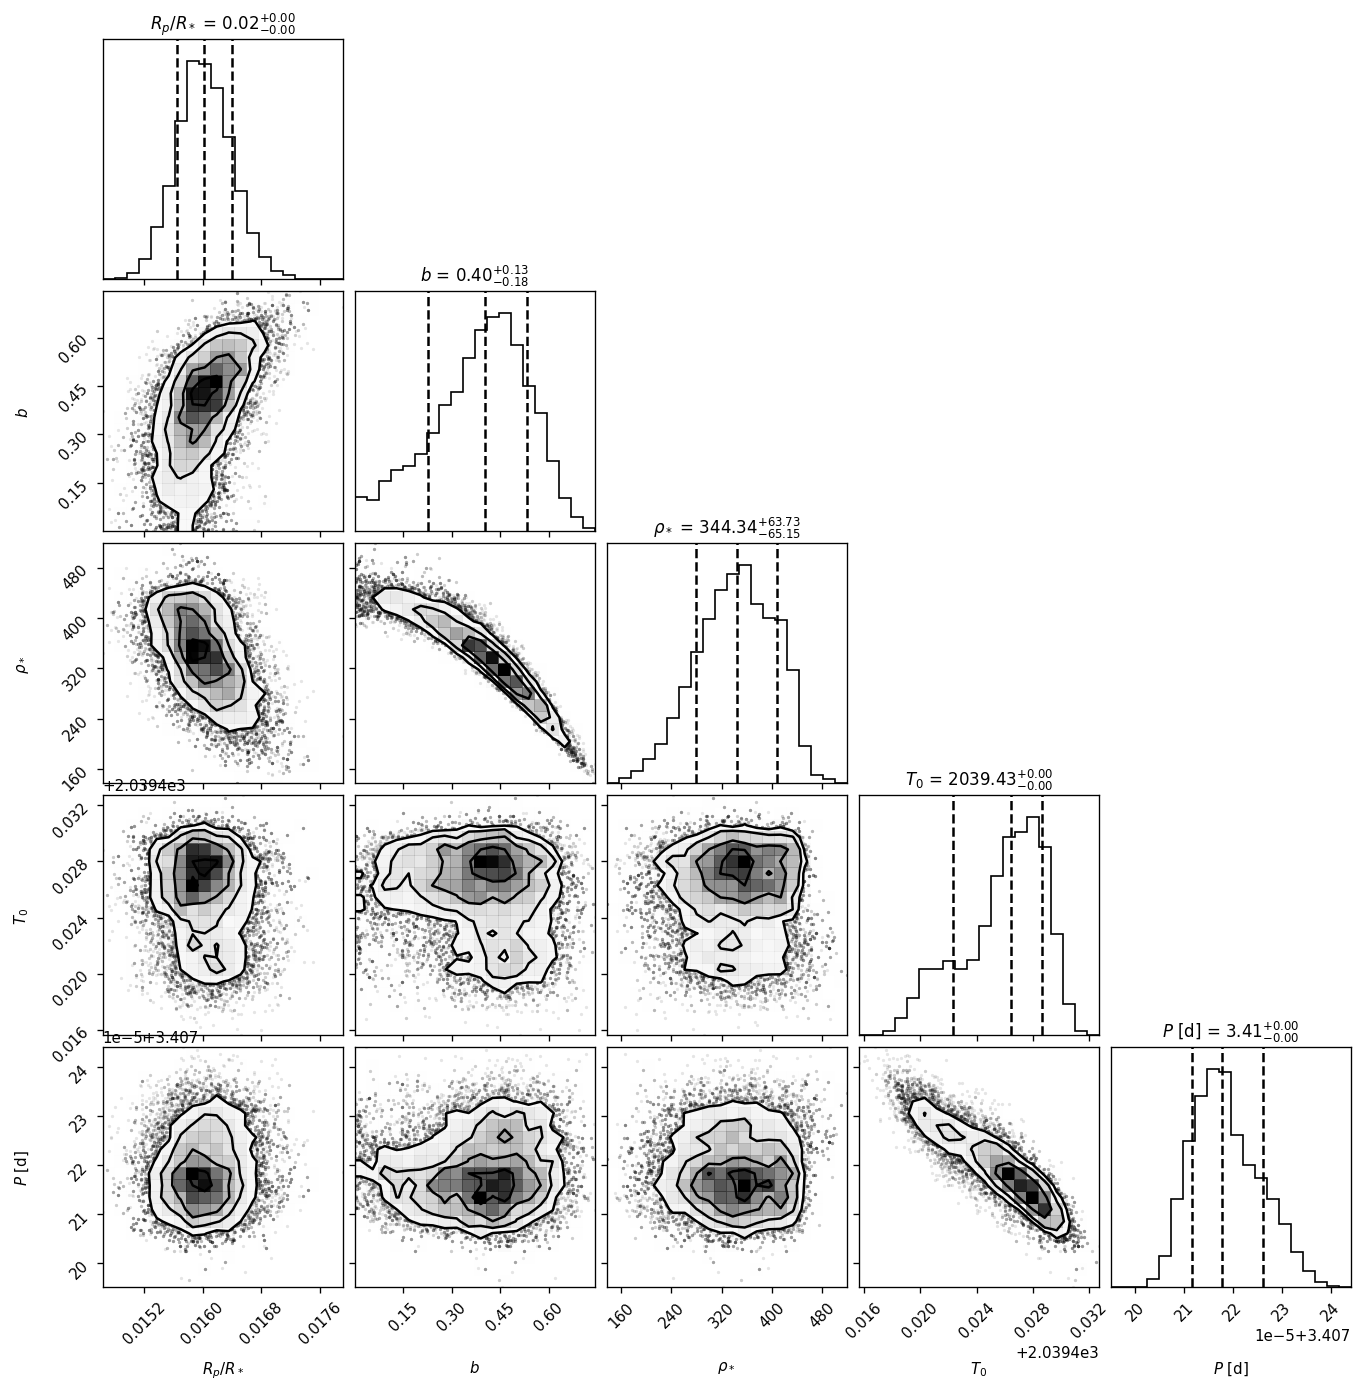 R_p/R_* = 0.02^{+0.00}_{-0.00}
b = 0.40^{+0.13}_{-0.18}
0.60
0.45
b
0.30
0.15
ρ_* = 344.34^{+63.73}_{-65.15}
480
400
ρ_*
320
240
160
+2.0394e3
T_0 = 2039.43^{+0.00}_{-0.00}
0.032
0.028
T_0
0.024
0.020
0.016
1e−5+3.407
P [d] = 3.41^{+0.00}_{-0.00}
24
23
P [d]
22
21
20
0.0152 0.0160 0.0168 0.0176 0.15 0.30 0.45 0.60 160 240 320 400 480 0.016 0.020 0.024 0.028 0.032 20 21 22 23 24
+2.0394e3 1e−5+3.407
R_p/R_* b ρ_* T_0 P [d]